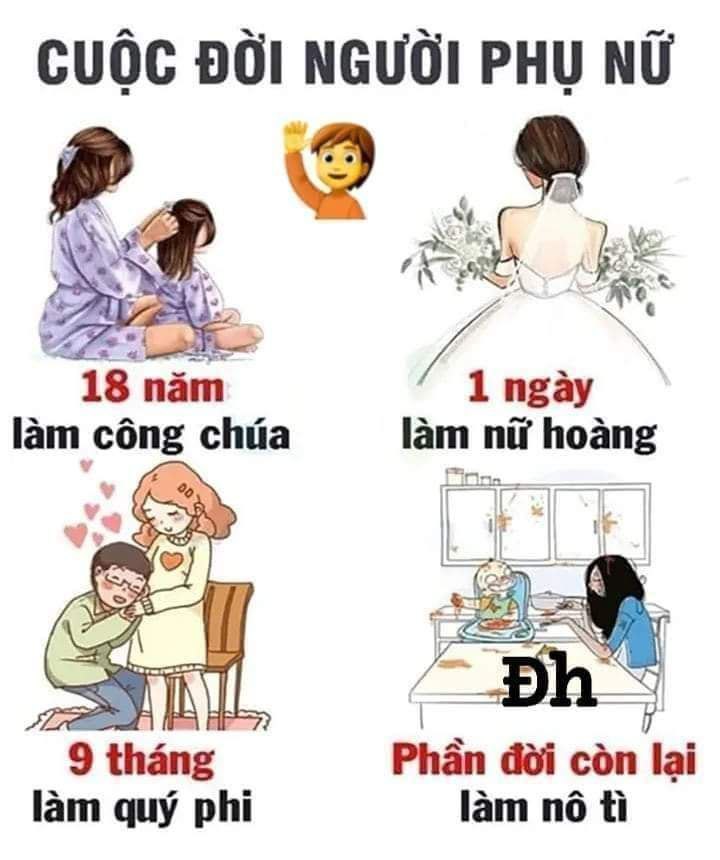 CUỘC ĐỜI NGƯỜI PHỤ NỮ
18 năm
làm công chúa
1 ngày
làm nữ hoàng
9 tháng
làm quý phi
Đh
Phần đời còn lại
làm nô tì